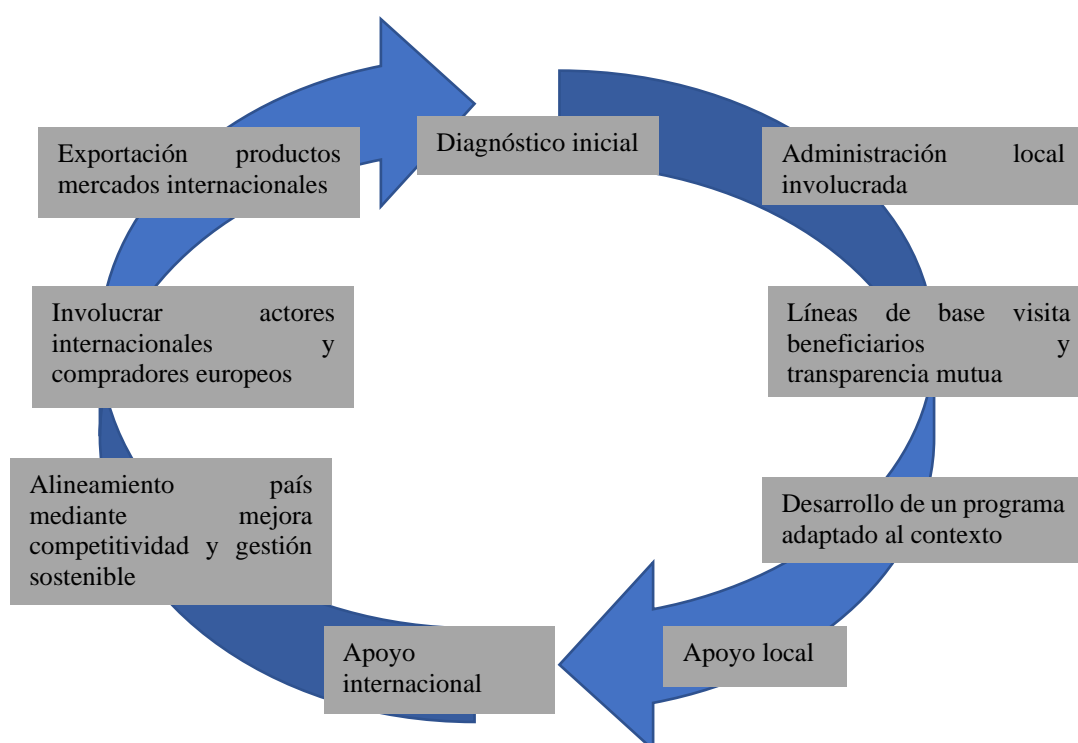 Diagnóstico inicial
Administración local
involucrada
Líneas de base visita
beneficiarios y
transparencia mutua
Desarrollo de un programa
adaptado al contexto
Apoyo local
Apoyo
internacional
Alineamiento país
mediante mejora
competitividad y gestión
sostenible
Involucrar actores
internacionales y
compradores europeos
Exportación productos
mercados internacionales